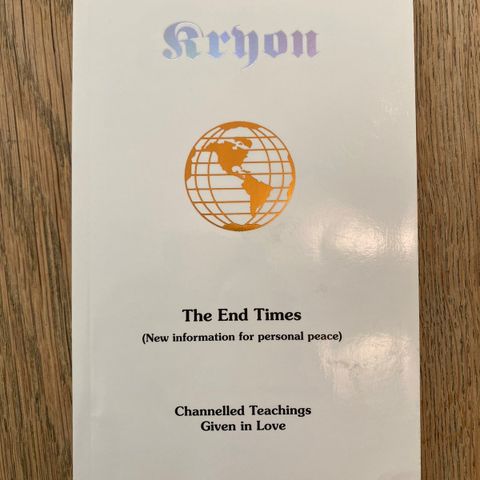 Kryon
The End Times
(New information for personal peace)
Channelled Teachings
Given in Love